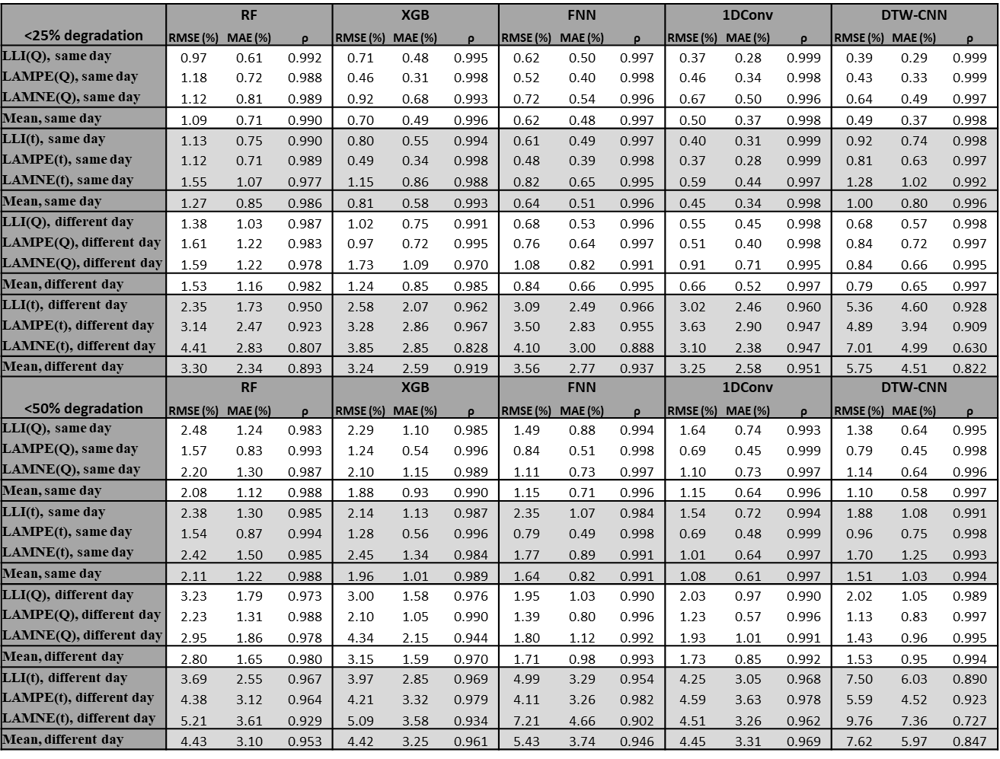 RF XGB FNN 1DConv DTW-CNN
<25% degradation RMSE (%) MAE (%) ρ RMSE (%) MAE (%) ρ RMSE (%) MAE (%) ρ RMSE (%) MAE (%) ρ RMSE (%) MAE (%) ρ
LLI(Q), same day 0.97 0.61 0.992 0.71 0.48 0.995 0.62 0.50 0.997 0.37 0.28 0.999 0.39 0.29 0.999
LAMPE(Q), same day 1.18 0.72 0.988 0.46 0.31 0.998 0.52 0.40 0.998 0.46 0.34 0.998 0.43 0.33 0.999
LAMNE(Q), same day 1.12 0.81 0.989 0.92 0.68 0.993 0.72 0.54 0.996 0.67 0.50 0.996 0.64 0.49 0.997
Mean, same day 1.09 0.71 0.990 0.70 0.49 0.996 0.62 0.48 0.997 0.50 0.37 0.998 0.49 0.37 0.998
LLI(t), same day 1.13 0.75 0.990 0.80 0.55 0.994 0.61 0.49 0.997 0.40 0.31 0.999 0.92 0.74 0.998
LAMPE(t), same day 1.12 0.71 0.989 0.49 0.34 0.998 0.48 0.39 0.998 0.37 0.28 0.999 0.81 0.63 0.997
LAMNE(t), same day 1.55 1.07 0.977 1.15 0.86 0.988 0.82 0.65 0.995 0.59 0.44 0.997 1.28 1.02 0.992
Mean, same day 1.27 0.85 0.986 0.81 0.58 0.993 0.64 0.51 0.996 0.45 0.34 0.998 1.00 0.80 0.996
LLI(Q), different day 1.38 1.03 0.987 1.02 0.75 0.991 0.68 0.53 0.996 0.55 0.45 0.998 0.68 0.57 0.998
LAMPE(Q), different day 1.61 1.22 0.983 0.97 0.72 0.995 0.76 0.64 0.997 0.51 0.40 0.998 0.84 0.72 0.997
LAMNE(Q), different day 1.59 1.22 0.978 1.73 1.09 0.970 1.08 0.82 0.991 0.91 0.71 0.995 0.84 0.66 0.995
Mean, different day 1.53 1.16 0.982 1.24 0.85 0.985 0.84 0.66 0.995 0.66 0.52 0.997 0.79 0.65 0.997
LLI(t), different day 2.35 1.73 0.950 2.58 2.07 0.962 3.09 2.49 0.966 3.02 2.46 0.960 5.36 4.60 0.928
LAMPE(t), different day 3.14 2.47 0.923 3.28 2.86 0.967 3.50 2.83 0.955 3.63 2.90 0.947 4.89 3.94 0.909
LAMNE(t), different day 4.41 2.83 0.807 3.85 2.85 0.828 4.10 3.00 0.888 3.10 2.38 0.947 7.01 4.99 0.630
Mean, different day 3.30 2.34 0.893 3.24 2.59 0.919 3.56 2.77 0.937 3.25 2.58 0.951 5.75 4.51 0.822
RF XGB FNN 1DConv DTW-CNN
<50% degradation RMSE (%) MAE (%) ρ RMSE (%) MAE (%) ρ RMSE (%) MAE (%) ρ RMSE (%) MAE (%) ρ RMSE (%) MAE (%) ρ
LLI(Q), same day 2.48 1.24 0.983 2.29 1.10 0.985 1.49 0.88 0.994 1.64 0.74 0.993 1.38 0.64 0.995
LAMPE(Q), same day 1.57 0.83 0.993 1.24 0.54 0.996 0.84 0.51 0.998 0.69 0.45 0.999 0.79 0.45 0.998
LAMNE(Q), same day 2.20 1.30 0.987 2.10 1.15 0.989 1.11 0.73 0.997 1.10 0.73 0.997 1.14 0.64 0.996
Mean, same day 2.08 1.12 0.988 1.88 0.93 0.990 1.15 0.71 0.996 1.15 0.64 0.996 1.10 0.58 0.997
LLI(t), same day 2.38 1.30 0.985 2.14 1.13 0.987 2.35 1.07 0.984 1.54 0.72 0.994 1.88 1.08 0.991
LAMPE(t), same day 1.54 0.87 0.994 1.28 0.56 0.996 0.79 0.49 0.998 0.69 0.48 0.999 0.96 0.75 0.998
LAMNE(t), same day 2.42 1.50 0.985 2.45 1.34 0.984 1.77 0.89 0.991 1.01 0.64 0.997 1.70 1.25 0.993
Mean, same day 2.11 1.22 0.988 1.96 1.01 0.989 1.64 0.82 0.991 1.08 0.61 0.997 1.51 1.03 0.994
LLI(Q), different day 3.23 1.79 0.973 3.00 1.58 0.976 1.95 1.03 0.990 2.03 0.97 0.990 2.02 1.05 0.989
LAMPE(Q), different day 2.23 1.31 0.988 2.10 1.05 0.990 1.39 0.80 0.996 1.23 0.57 0.996 1.13 0.83 0.997
LAMNE(Q), different day 2.95 1.86 0.978 4.34 2.15 0.944 1.80 1.12 0.992 1.93 1.01 0.991 1.43 0.96 0.995
Mean, different day 2.80 1.65 0.980 3.15 1.59 0.970 1.71 0.98 0.993 1.73 0.85 0.992 1.53 0.95 0.994
LLI(t), different day 3.69 2.55 0.967 3.97 2.85 0.969 4.99 3.29 0.954 4.25 3.05 0.968 7.50 6.03 0.890
LAMPE(t), different day 4.38 3.12 0.964 4.21 3.32 0.979 4.11 3.26 0.982 4.59 3.63 0.978 5.59 4.52 0.923
LAMNE(t), different day 5.21 3.61 0.929 5.09 3.58 0.934 7.21 4.66 0.902 4.51 3.26 0.962 9.76 7.36 0.727
Mean, different day 4.43 3.10 0.953 4.42 3.25 0.961 5.43 3.74 0.946 4.45 3.31 0.969 7.62 5.97 0.847